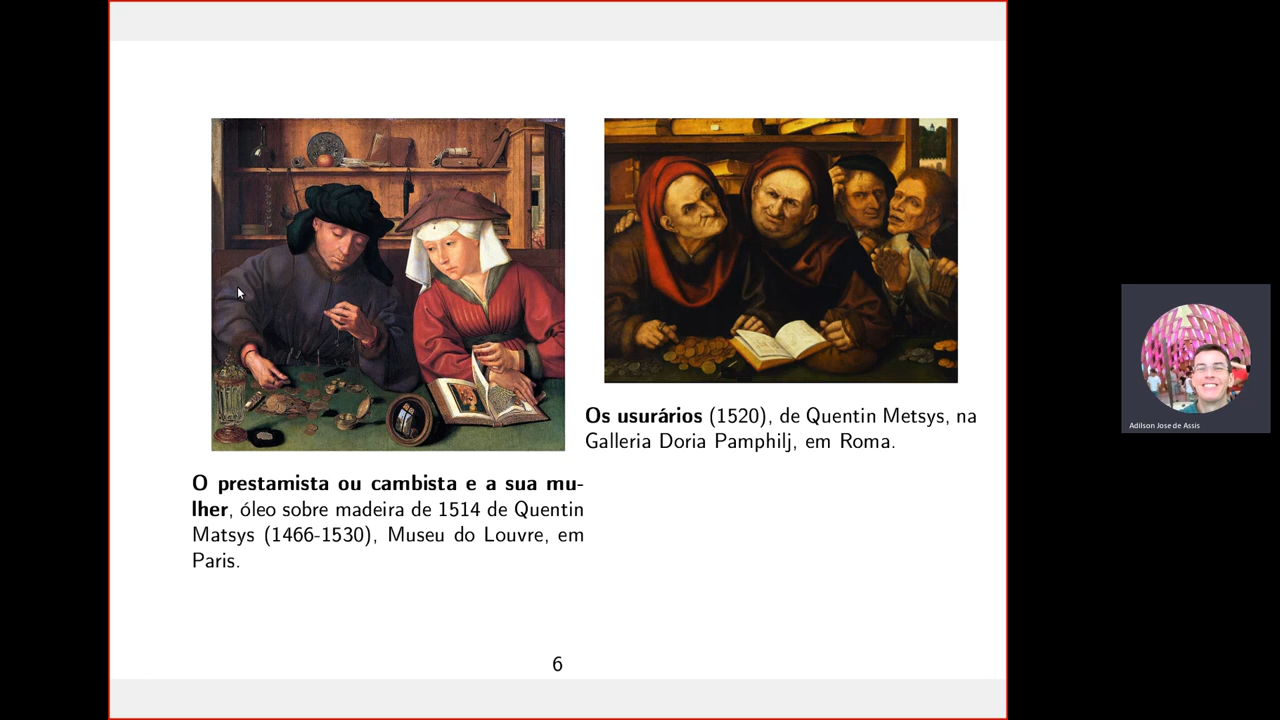 O prestamista ou cambista e a sua mu-
lher, óleo sobre madeira de 1514 de Quentin
Matsys (1466-1530), Museu do Louvre, em
Paris.
Os usurários (1520), de Quentin Metsys, na
Galleria Doria Pamphilj, em Roma.
6
Adilson Jose de Assis